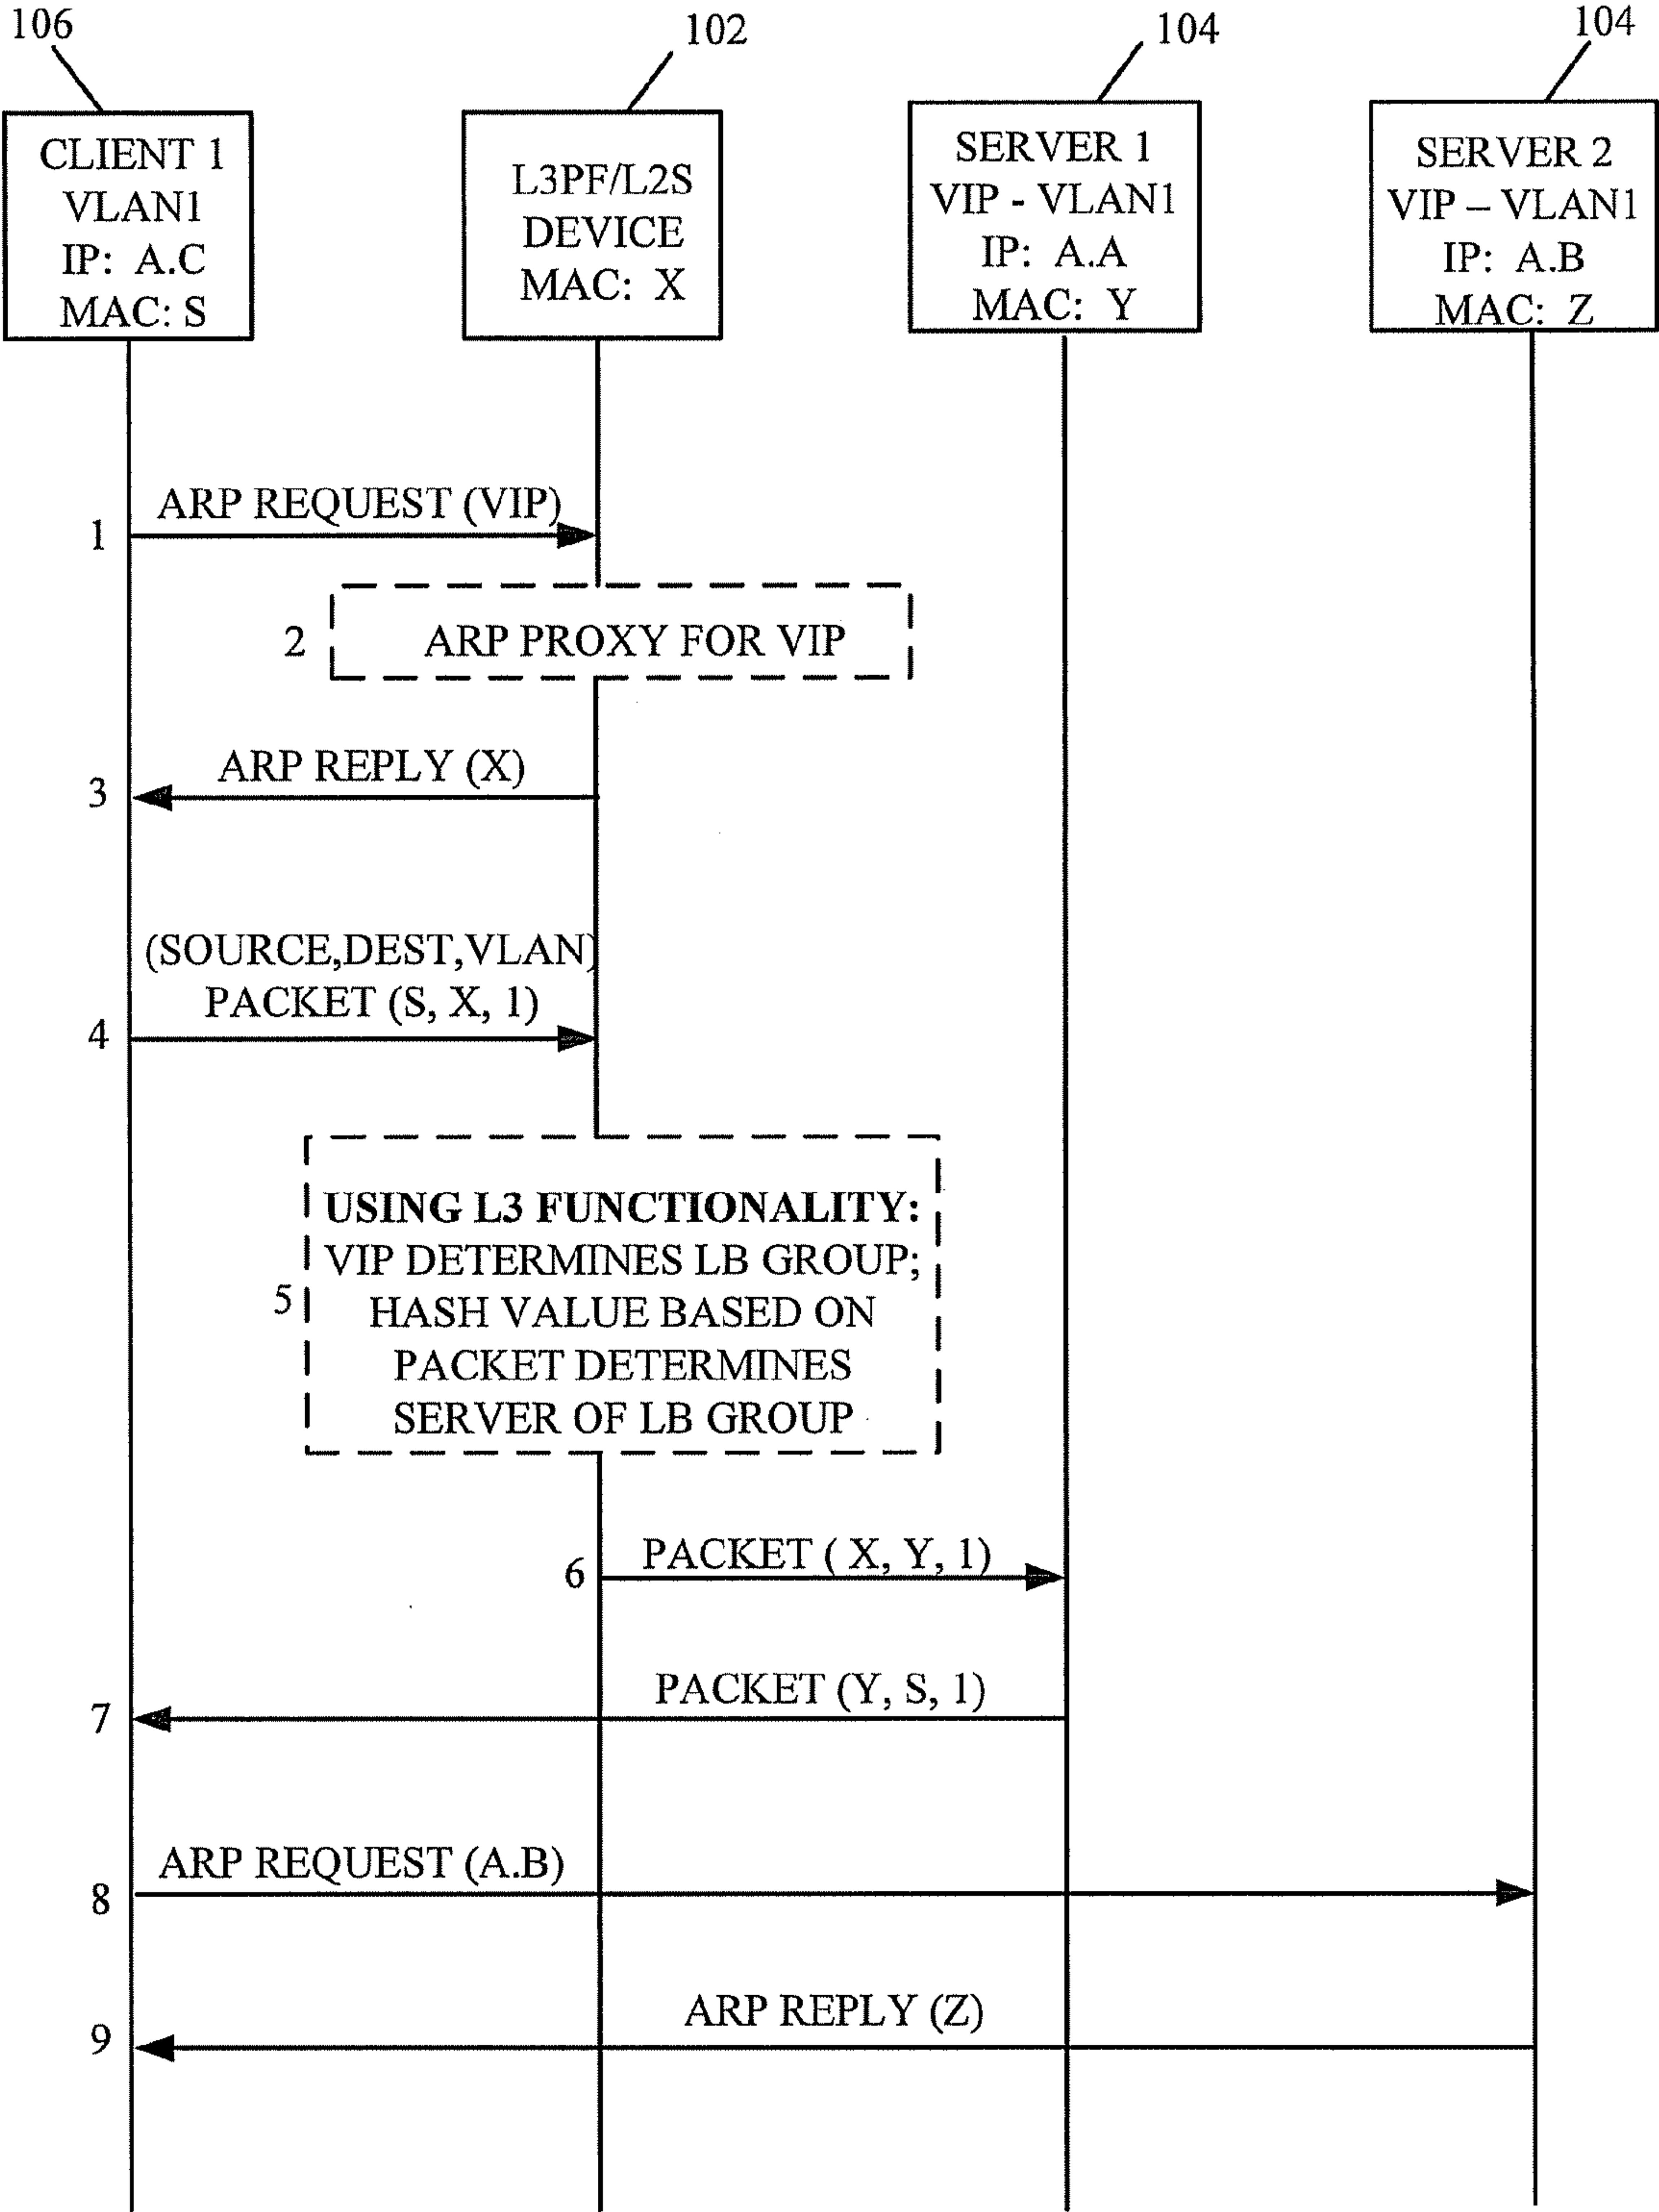 106
102
104
104
CLIENT 1
VLAN1
IP: A.C
MAC: S
L3PF/L2S
DEVICE
MAC: X
SERVER 1
VIP - VLAN1
IP: A.A
MAC: Y
SERVER 2
VIP – VLAN1
IP: A.B
MAC: Z
ARP REQUEST (VIP)
1
2
ARP PROXY FOR VIP
ARP REPLY (X)
3
(SOURCE,DEST,VLAN)
PACKET (S, X, 1)
4
USING L3 FUNCTIONALITY:
VIP DETERMINES LB GROUP;
5
HASH VALUE BASED ON
PACKET DETERMINES
SERVER OF LB GROUP
PACKET ( X, Y, 1)
6
PACKET (Y, S, 1)
7
ARP REQUEST (A.B)
8
ARP REPLY (Z)
9